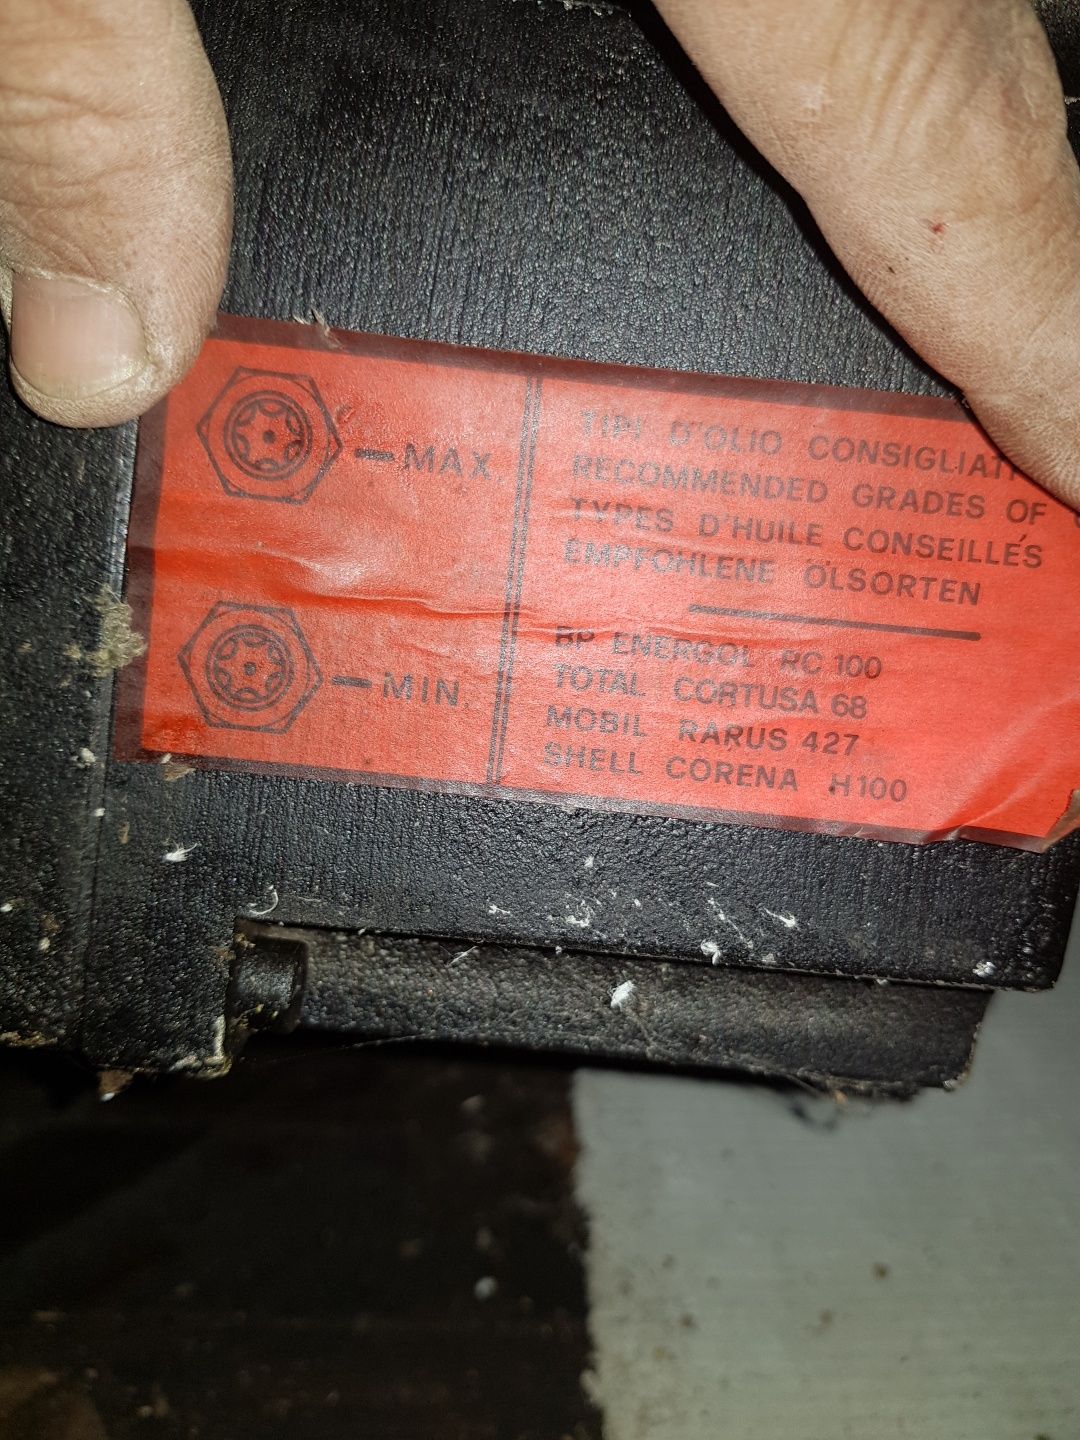 MAX.
MIN.
TIPI D'OLIO CONSIGLIATI
RECOMMENDED GRADES OF
TYPES D'HUILE CONSEILLÉS
EMPFOHLENE ÖLSORTEN
BP ENERGOL RC 100
TOTAL CORTUSA 68
MOBIL RARUS 427
SHELL CORENA H100